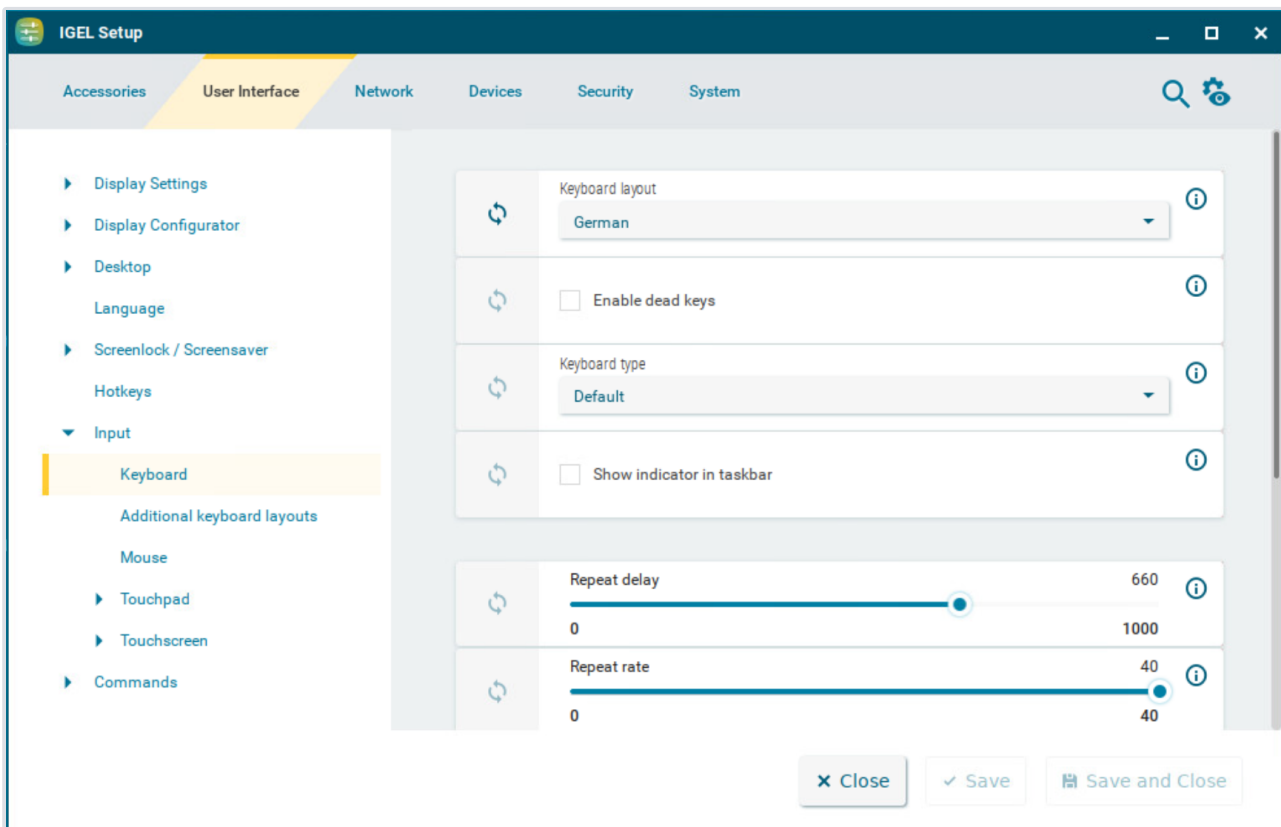 IGEL Setup
Accessories User Interface Network Devices Security System
Display Settings
Display Configurator
Desktop
Language
Screenlock / Screensaver
Hotkeys
Input
Keyboard
Additional keyboard layouts
Mouse
Touchpad
Touchscreen
Commands
Keyboard layout
German
Enable dead keys
Keyboard type
Default
Show indicator in taskbar
Repeat delay 660
0 1000
Repeat rate 40
0 40
Close Save Save and Close